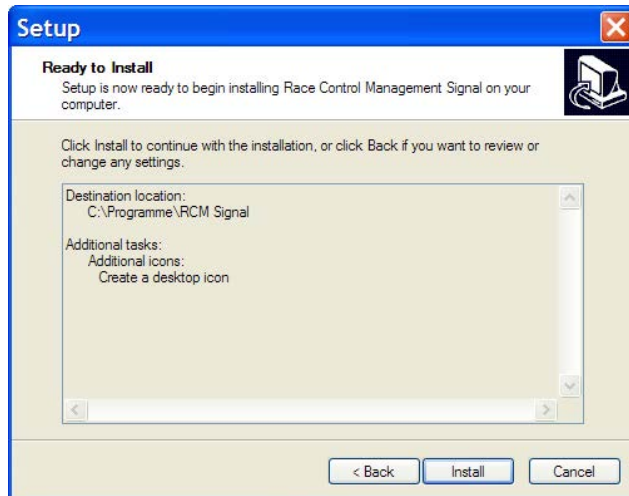 Setup
Ready to Install
Setup is now ready to begin installing Race Control Management Signal on your
computer.
Click Install to continue with the installation, or click Back if you want to review or
change any settings.
Destination location:
C:\Programme\RCM Signal
Additional tasks:
Additional icons:
Create a desktop icon
< Back
Install
Cancel